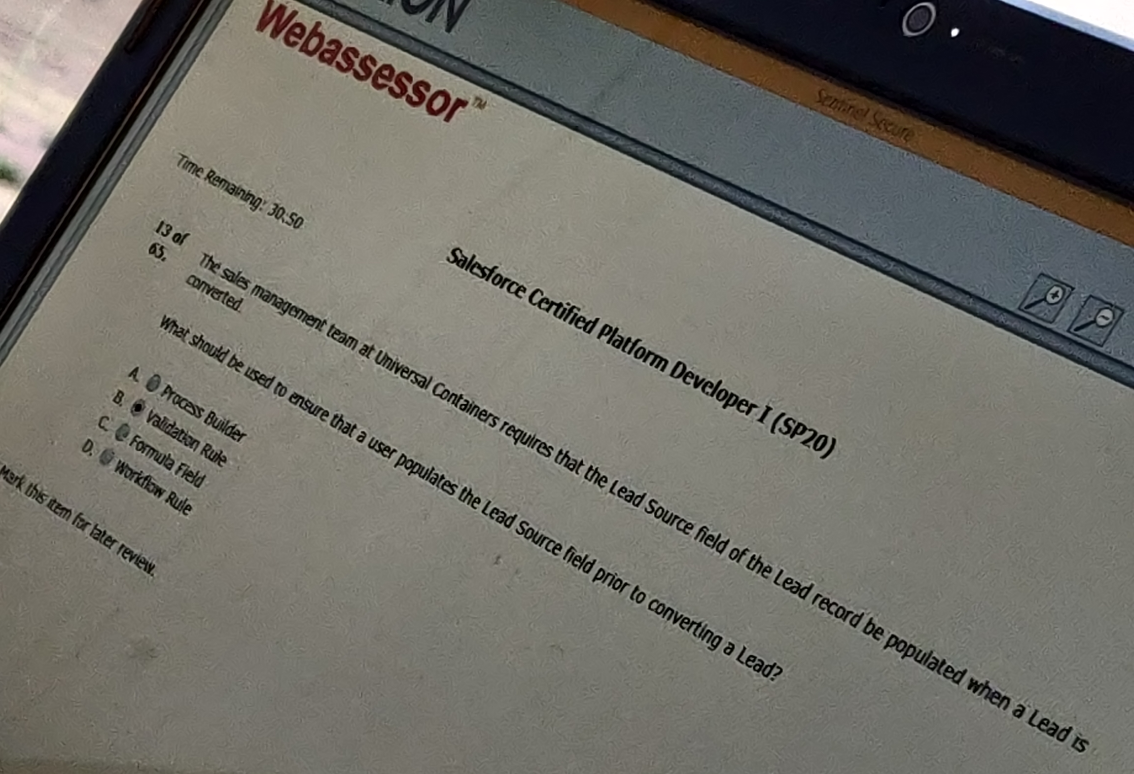 Webassessor™
Sentinel Secure
Time Remaining: 30:50
Salesforce Certified Platform Developer I (SP20)
13 of
65.
The sales management team at Universal Containers requires that the Lead Source field of the Lead record be populated when a Lead is
converted.
What should be used to ensure that a user populates the Lead Source field prior to converting a Lead?
A. Process Builder
B. Validation Rule
C. Formula Field
D. Workflow Rule
Mark this item for later review.